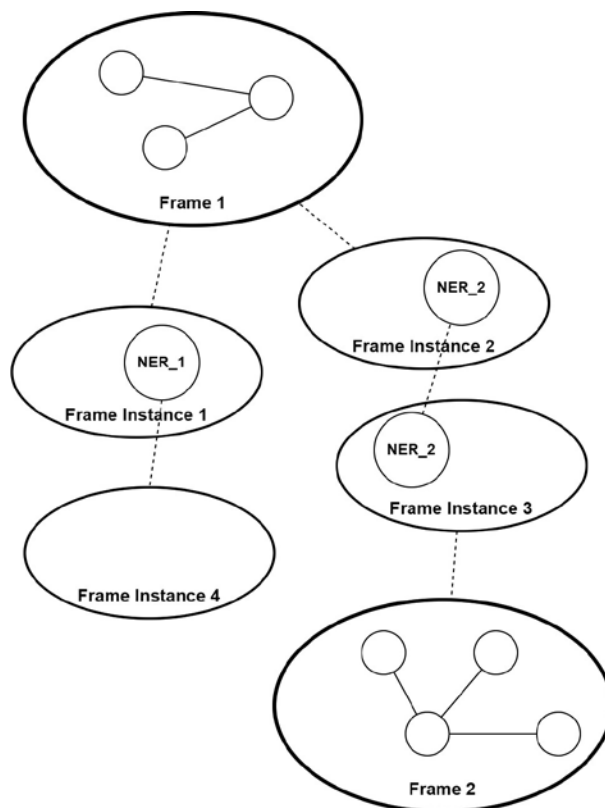 Frame 1
NER_2
Frame Instance 2
NER_1
Frame Instance 1
NER_2
Frame Instance 3
Frame Instance 4
Frame 2